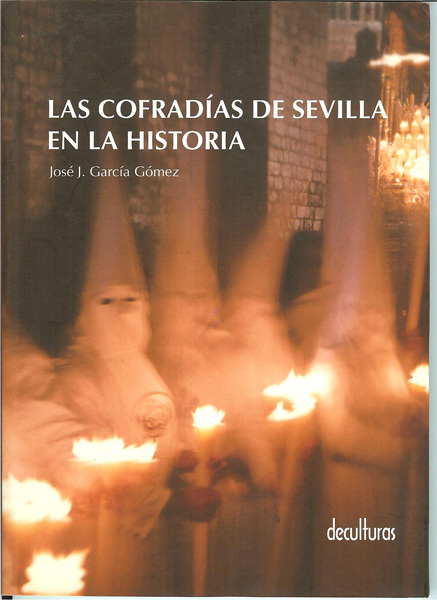 LAS COFRADÍAS DE SEVILLA
EN LA HISTORIA
José J. García Gómez
deculturas